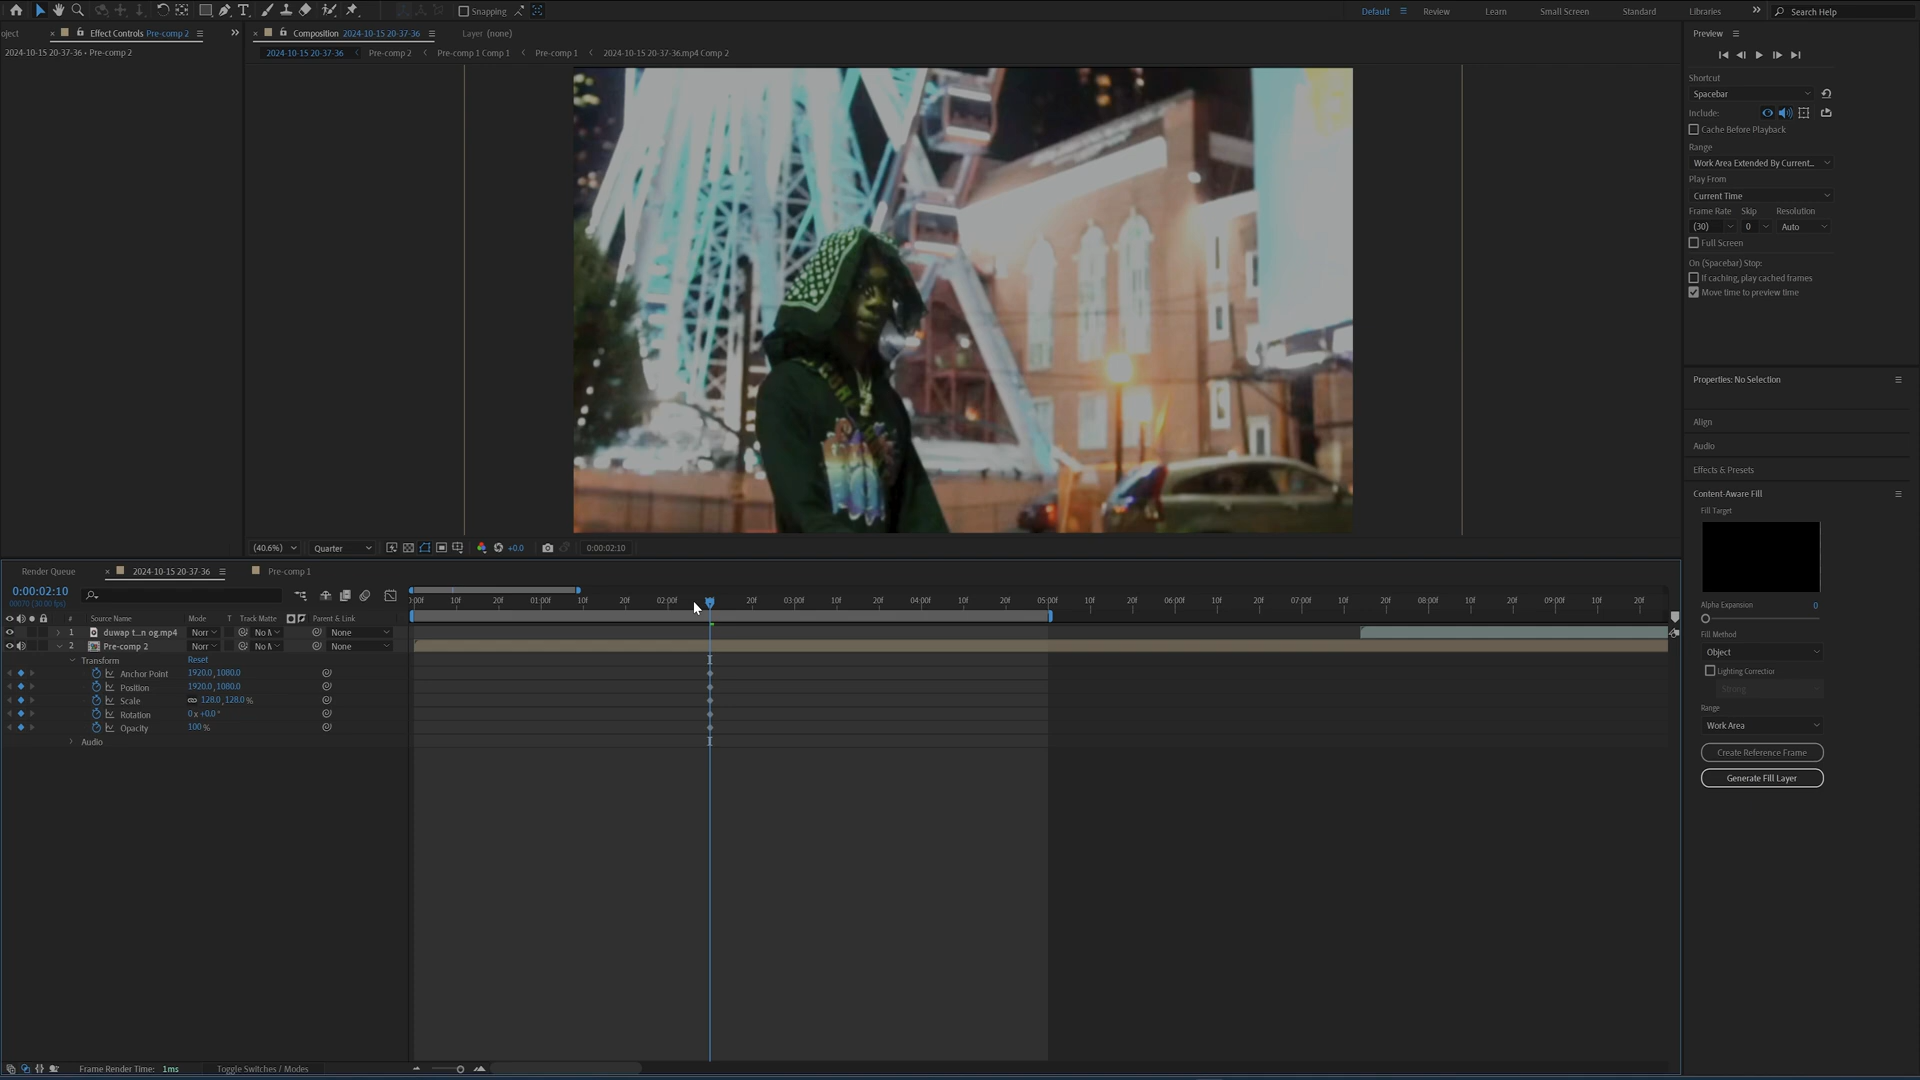 Snapping
Default
Review
Learn
Small Screen
Standard
Libraries
Search Help
oject
Effect Controls Pre-comp 2
Composition 2024-10-15 20-37-36
Layer (none)
2024-10-15 20-37-36 • Pre-comp 2
2024-10-15 20-37-36
Pre-comp 2
Pre-comp 1 Comp 1
Pre-comp 1
2024-10-15 20-37-36.mp4 Comp 2
Preview
Shortcut
Spacebar
Include:
Cache Before Playback
Range
Work Area Extended By Current...
Play From
Current Time
Frame Rate Skip Resolution
(30) 0 Auto
Full Screen
On (Spacebar) Stop:
If caching, play cached frames
Move time to preview time
Properties: No Selection
Align
Audio
Effects & Presets
Content-Aware Fill
Fill Target
Alpha Expansion 0
Fill Method
Object
Lighting Correction
Strong
Range
Work Area
Create Reference Frame
Generate Fill Layer
(40.6%)
Quarter
+0.0
0:00:02:10
Render Queue
2024-10-15 20-37-36
Pre-comp 1
0:00:02:10
00070 (30.00 fps)
:00f 10f 20f 01:00f 10f 20f 02:00f 20f 03:00f 10f 20f 04:00f 10f 20f 05:00f 10f 20f 06:00f 10f 20f 07:00f 10f 20f 08:00f 10f 20f 09:00f 10f 20f
# Source Name Mode T Track Matte Parent & Link
1 duwap t...n og.mp4 Norr No M None
2 Pre-comp 2 Norr No M None
Transform Reset
Anchor Point 1920.0, 1080.0
Position 1920.0, 1080.0
Scale 128.0, 128.0 %
Rotation 0 x +0.0 °
Opacity 100 %
Audio
Frame Render Time: 1ms
Toggle Switches / Modes